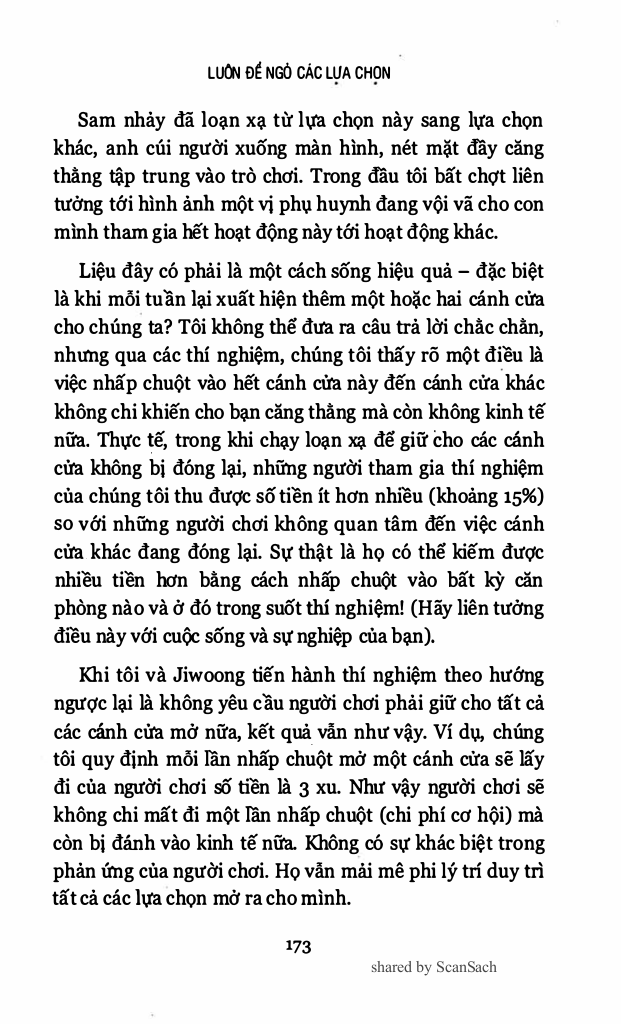 LUÔN ĐỂ NGỎ CÁC LỰA CHỌN
Sam nhảy đã loạn xạ từ lựa chọn này sang lựa chọn
khác, anh cúi người xuống màn hình, nét mặt đầy căng
thẳng tập trung vào trò chơi. Trong đầu tôi bất chợt liên
tưởng tới hình ảnh một vị phụ huynh đang vội vã cho con
mình tham gia hết hoạt động này tới hoạt động khác.
Liệu đây có phải là một cách sống hiệu quả – đặc biệt
là khi mỗi tuần lại xuất hiện thêm một hoặc hai cánh cửa
cho chúng ta? Tôi không thể đưa ra câu trả lời chắc chắn,
nhưng qua các thí nghiệm, chúng tôi thấy rõ một điều là
việc nhấp chuột vào hết cánh cửa này đến cánh cửa khác
không chi khiến cho bạn căng thẳng mà còn không kinh tế
nữa. Thực tế, trong khi chạy loạn xạ để giữ cho các cánh
cửa không bị đóng lại, những người tham gia thí nghiệm
của chúng tôi thu được số tiền ít hơn nhiều (khoảng 15%)
so với những người chơi không quan tâm đến việc cánh
cửa khác đang đóng lại. Sự thật là họ có thể kiếm được
nhiều tiền hơn bằng cách nhấp chuột vào bất kỳ căn
phòng nào và ở đó trong suốt thí nghiệm! (Hãy liên tưởng
điều này với cuộc sống và sự nghiệp của bạn).
Khi tôi và Jiwoong tiến hành thí nghiệm theo hướng
ngược lại là không yêu cầu người chơi phải giữ cho tất cả
các cánh cửa mở nữa, kết quả vẫn như vậy. Ví dụ, chúng
tôi quy định mỗi lần nhấp chuột mở một cánh cửa sẽ lấy
đi của người chơi số tiền là 3 xu. Như vậy người chơi sẽ
không chi mất đi một lần nhấp chuột (chi phí cơ hội) mà
còn bị đánh vào kinh tế nữa. Không có sự khác biệt trong
phản ứng của người chơi. Họ vẫn mải mê phi lý trí duy trì
tất cả các lựa chọn mở ra cho mình.
173
shared by ScanSach